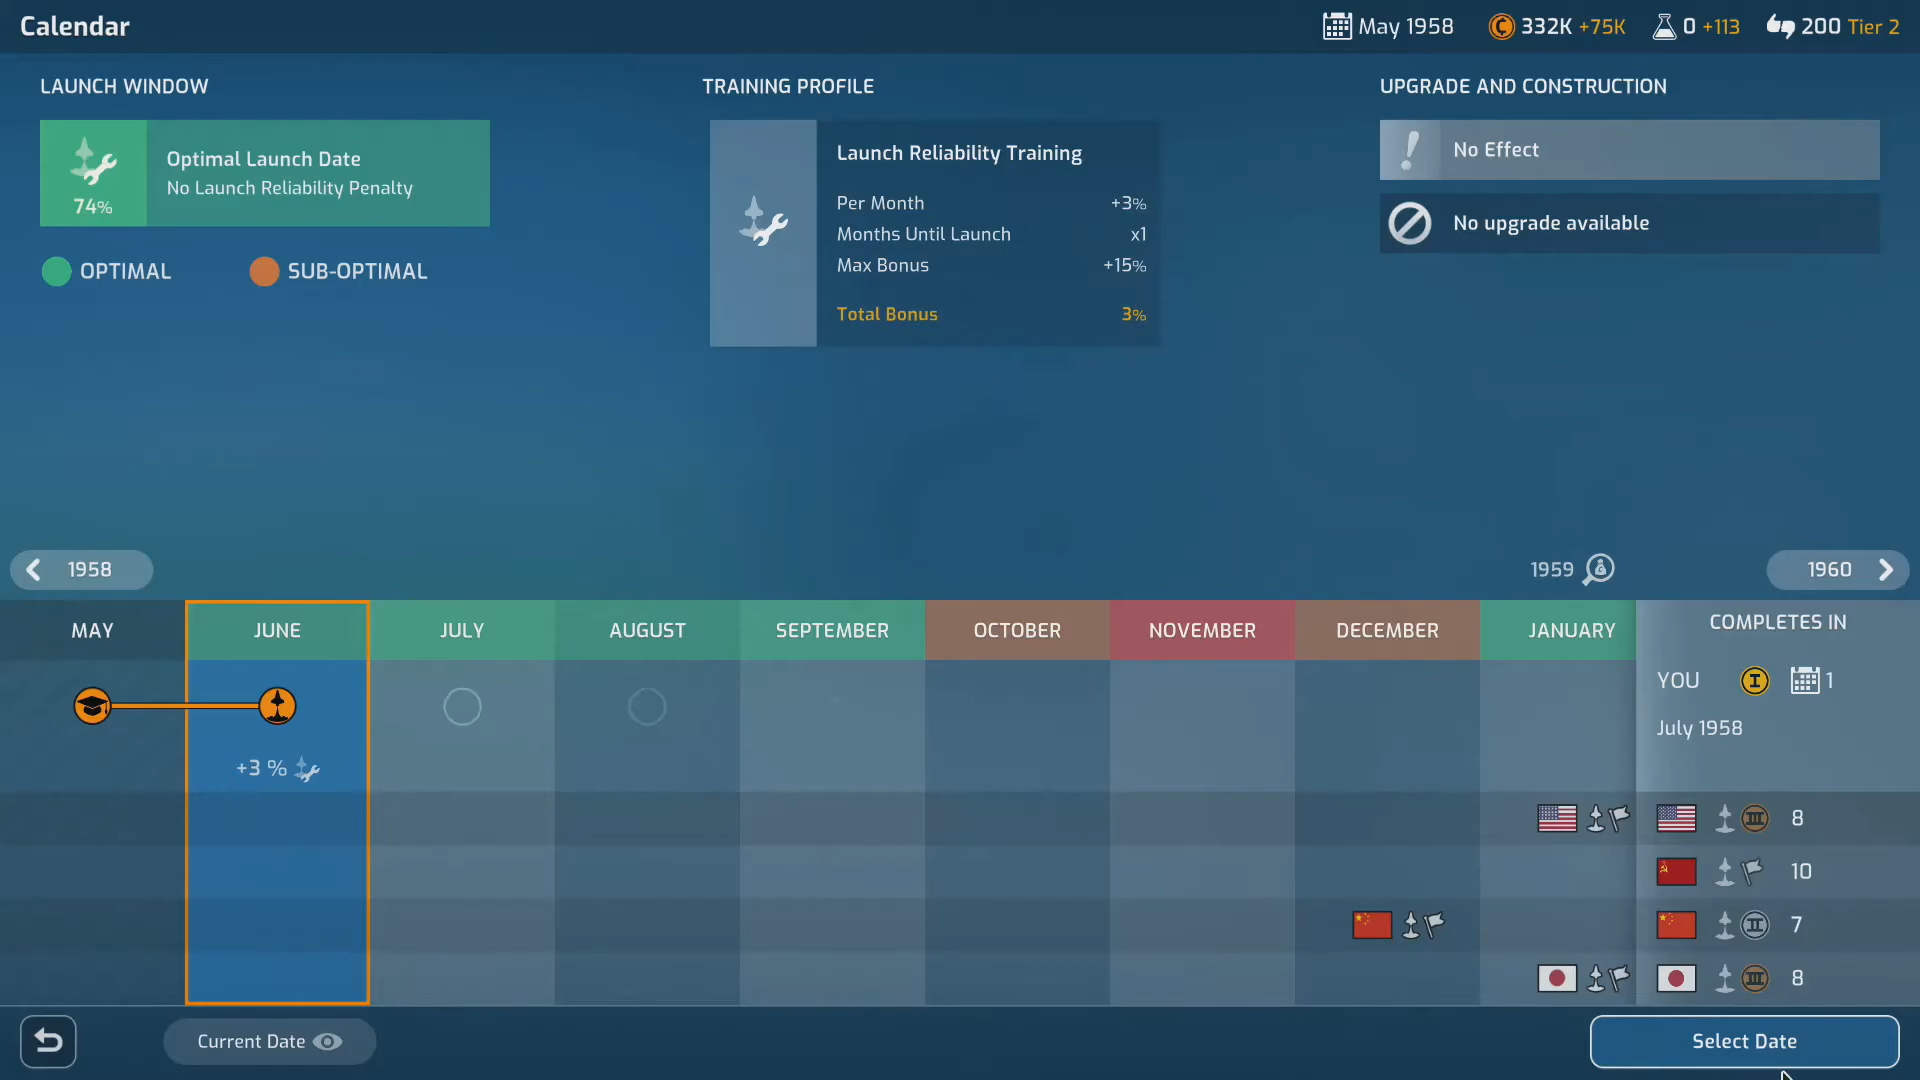 Calendar
May 1958
332K +75K
0 +113
200 Tier 2
LAUNCH WINDOW
74%
Optimal Launch Date
No Launch Reliability Penalty
OPTIMAL
SUB-OPTIMAL
TRAINING PROFILE
Launch Reliability Training
Per Month +3%
Months Until Launch x1
Max Bonus +15%
Total Bonus 3%
UPGRADE AND CONSTRUCTION
No Effect
No upgrade available
1958
1959
1960
MAY
JUNE
JULY
AUGUST
SEPTEMBER
OCTOBER
NOVEMBER
DECEMBER
JANUARY
COMPLETES IN
YOU I 1
July 1958
+3 %
III 8
10
II 7
III 8
Current Date
Select Date